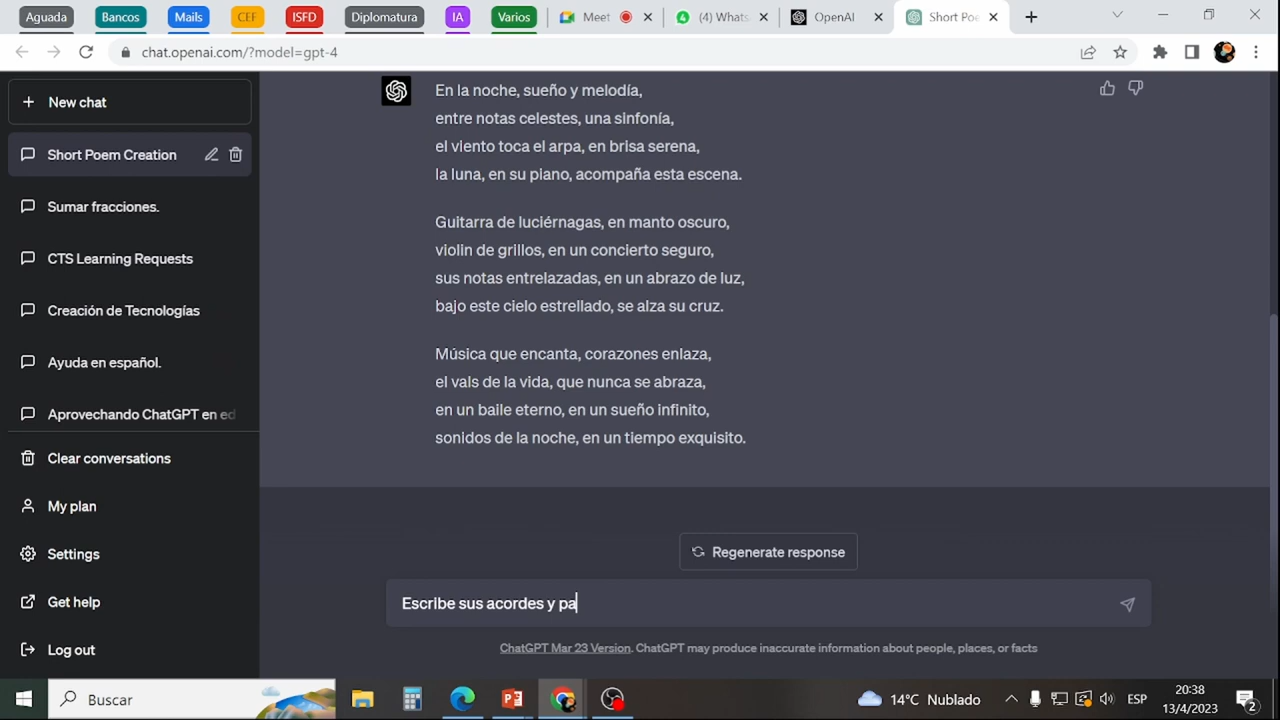 Aguada Bancos Mails CEF ISFD Diplomatura IA Varios Meet (4) Whats OpenAI Short Poe
chat.openai.com/?model=gpt-4
New chat
Short Poem Creation
Sumar fracciones.
CTS Learning Requests
Creación de Tecnologías
Ayuda en español.
Aprovechando ChatGPT en ed
Clear conversations
My plan
Settings
Get help
Log out
En la noche, sueño y melodía,
entre notas celestes, una sinfonía,
el viento toca el arpa, en brisa serena,
la luna, en su piano, acompaña esta escena.
Guitarra de luciérnagas, en manto oscuro,
violin de grillos, en un concierto seguro,
sus notas entrelazadas, en un abrazo de luz,
bajo este cielo estrellado, se alza su cruz.
Música que encanta, corazones enlaza,
el vals de la vida, que nunca se abraza,
en un baile eterno, en un sueño infinito,
sonidos de la noche, en un tiempo exquisito.
Regenerate response
Escribe sus acordes y pa
ChatGPT Mar 23 Version. ChatGPT may produce inaccurate information about people, places, or facts
Buscar
14°C Nublado
ESP
20:38
13/4/2023
2